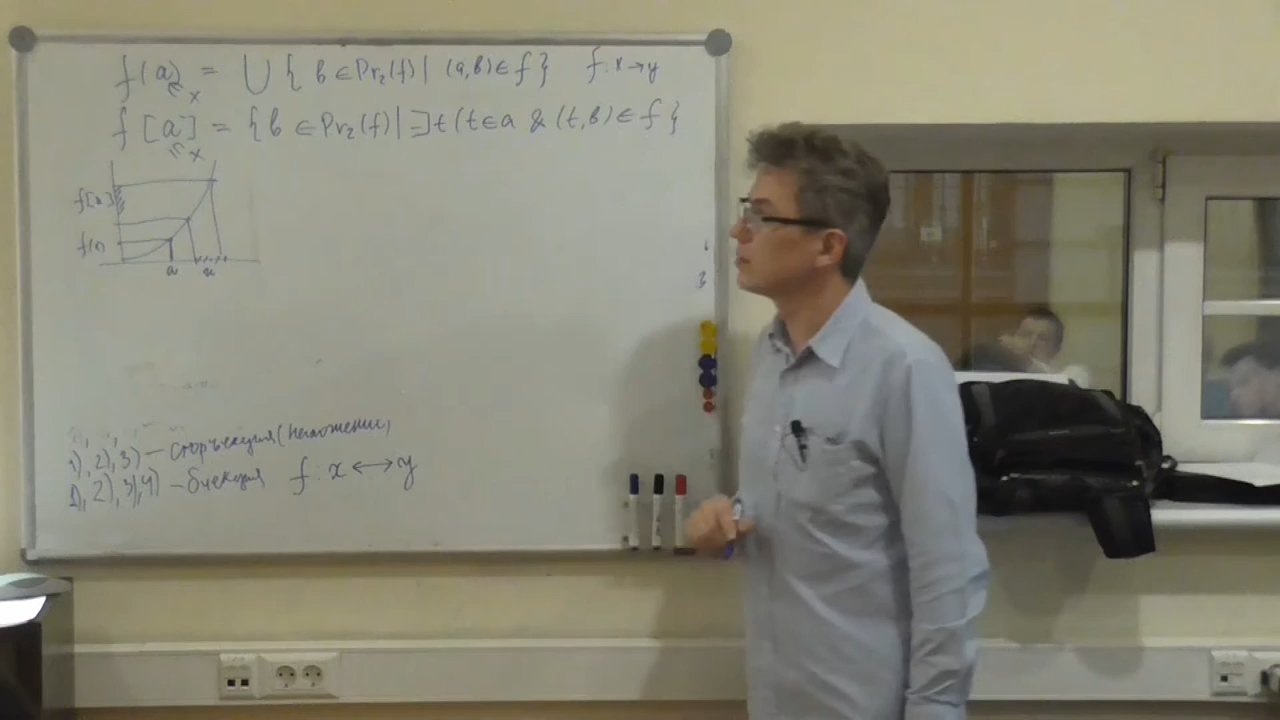 f(a) = ⋃ { b ∈ Pr₂(f) | (a,b) ∈ f }    f: x → y
∈ x
f[a] = { b ∈ Pr₂(f) | ∃t (t ∈ a & (t,b) ∈ f }
⊆ x
f[a]
f(a)
a
1), 2), 3) – сюръекция (наложение)
1), 2), 3), 4) – биекция f: x ⟷ y